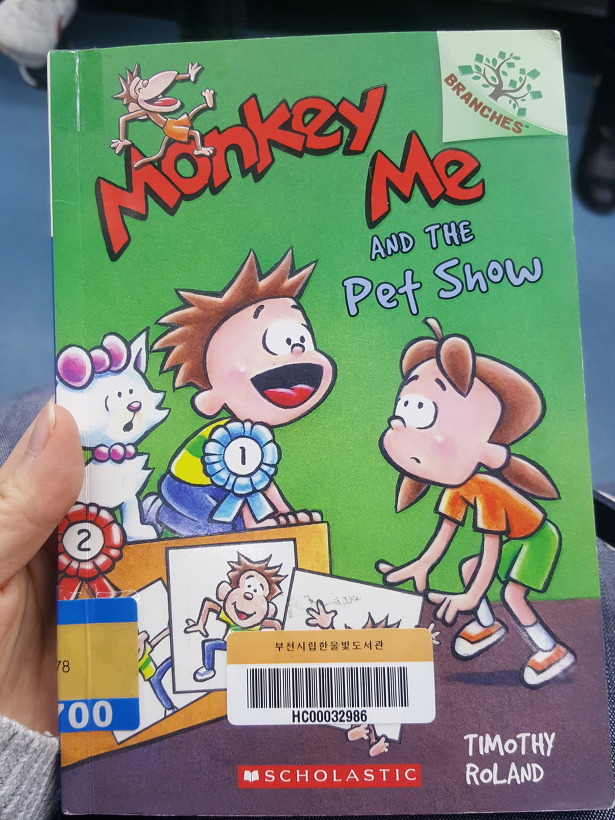 BRANCHES™
Monkey
Me
AND THE
Pet Show
1
2
78
700
부천시립한울빛도서관
HC00032986
TIMOTHY
ROLAND
SCHOLASTIC